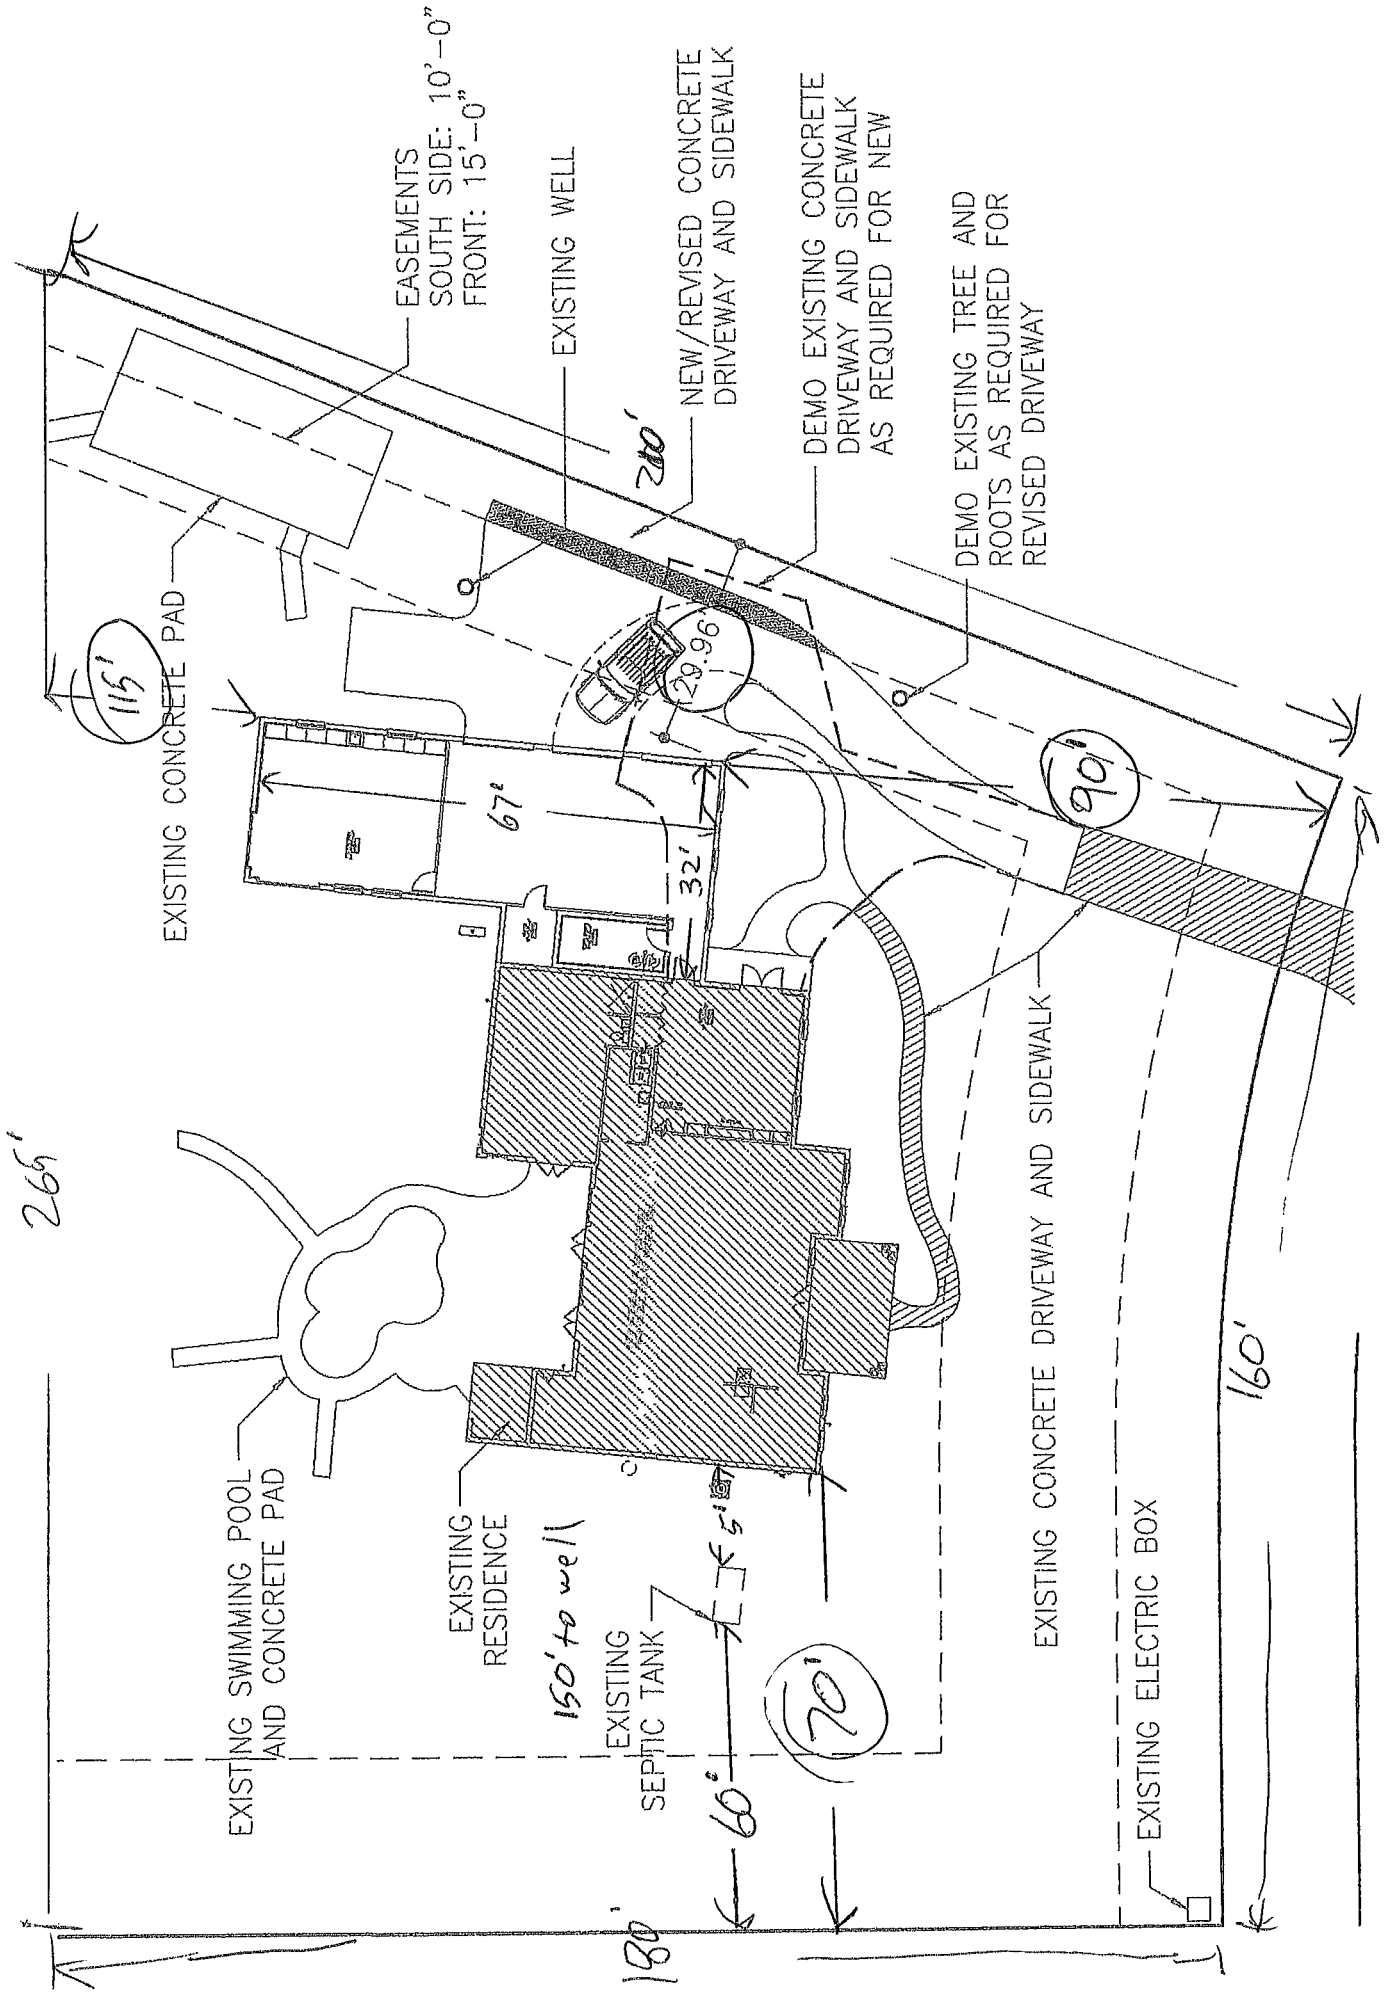 265'
180'
EXISTING SWIMMING POOL
AND CONCRETE PAD
EXISTING
RESIDENCE
150' to well
EXISTING
SEPTIC TANK
5'
60'
70'
EXISTING ELECTRIC BOX
160'
EXISTING CONCRETE DRIVEWAY AND SIDEWALK
115'
EXISTING CONCRETE PAD
67'
32'
29.96'
90'
EASEMENTS
SOUTH SIDE: 10'-0"
FRONT: 15'-0"
EXISTING WELL
200'
NEW/REVISED CONCRETE
DRIVEWAY AND SIDEWALK
DEMO EXISTING CONCRETE
DRIVEWAY AND SIDEWALK
AS REQUIRED FOR NEW
DEMO EXISTING TREE AND
ROOTS AS REQUIRED FOR
REVISED DRIVEWAY